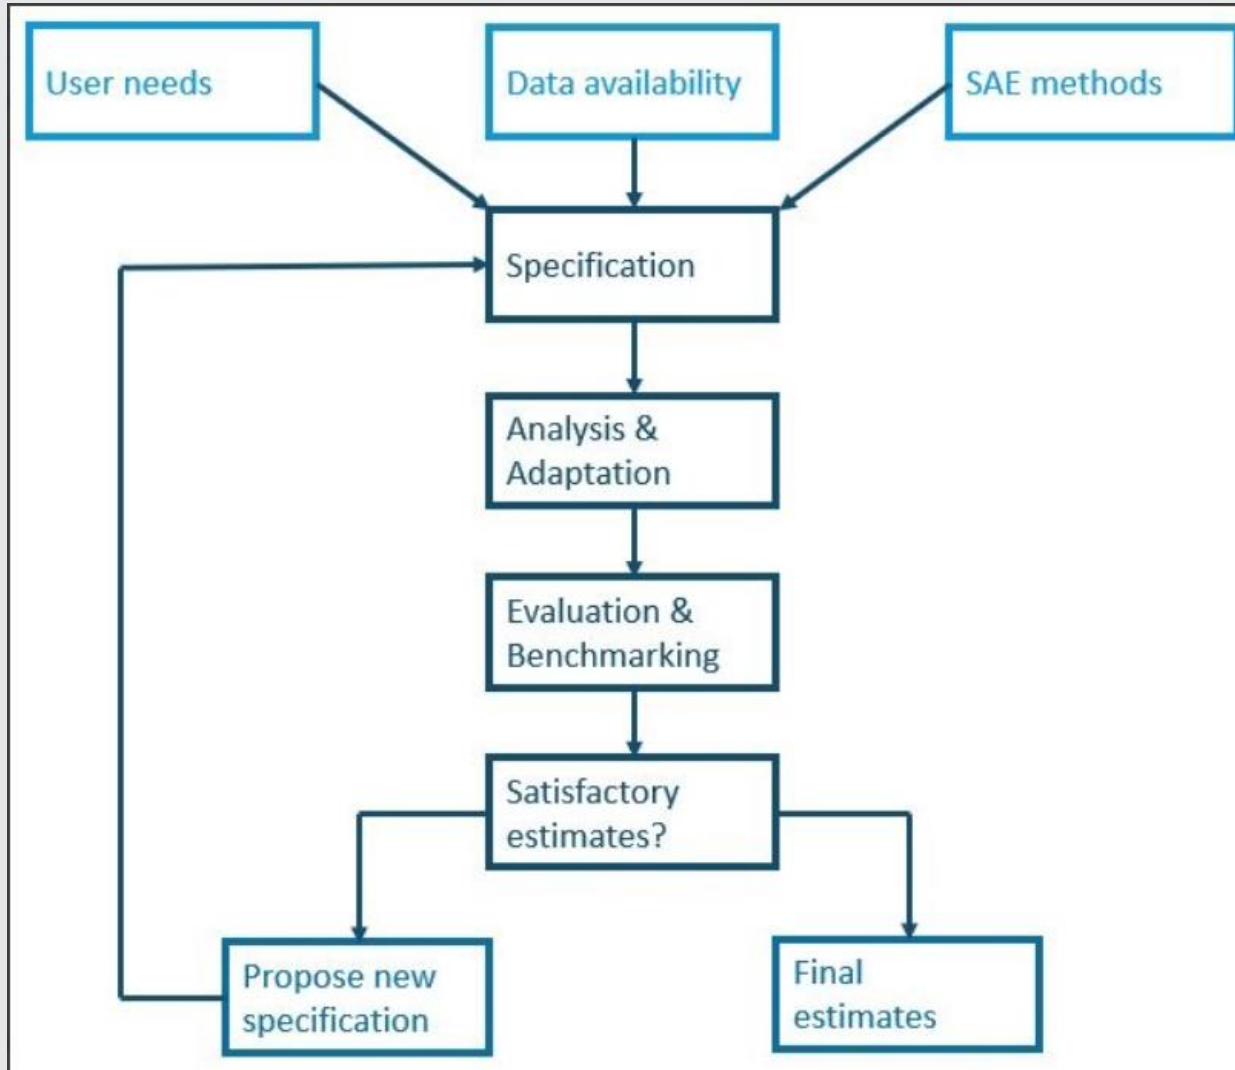 User needs
Data availability
SAE methods
Specification
Analysis &
Adaptation
Evaluation &
Benchmarking
Satisfactory
estimates?
Propose new
specification
Final
estimates